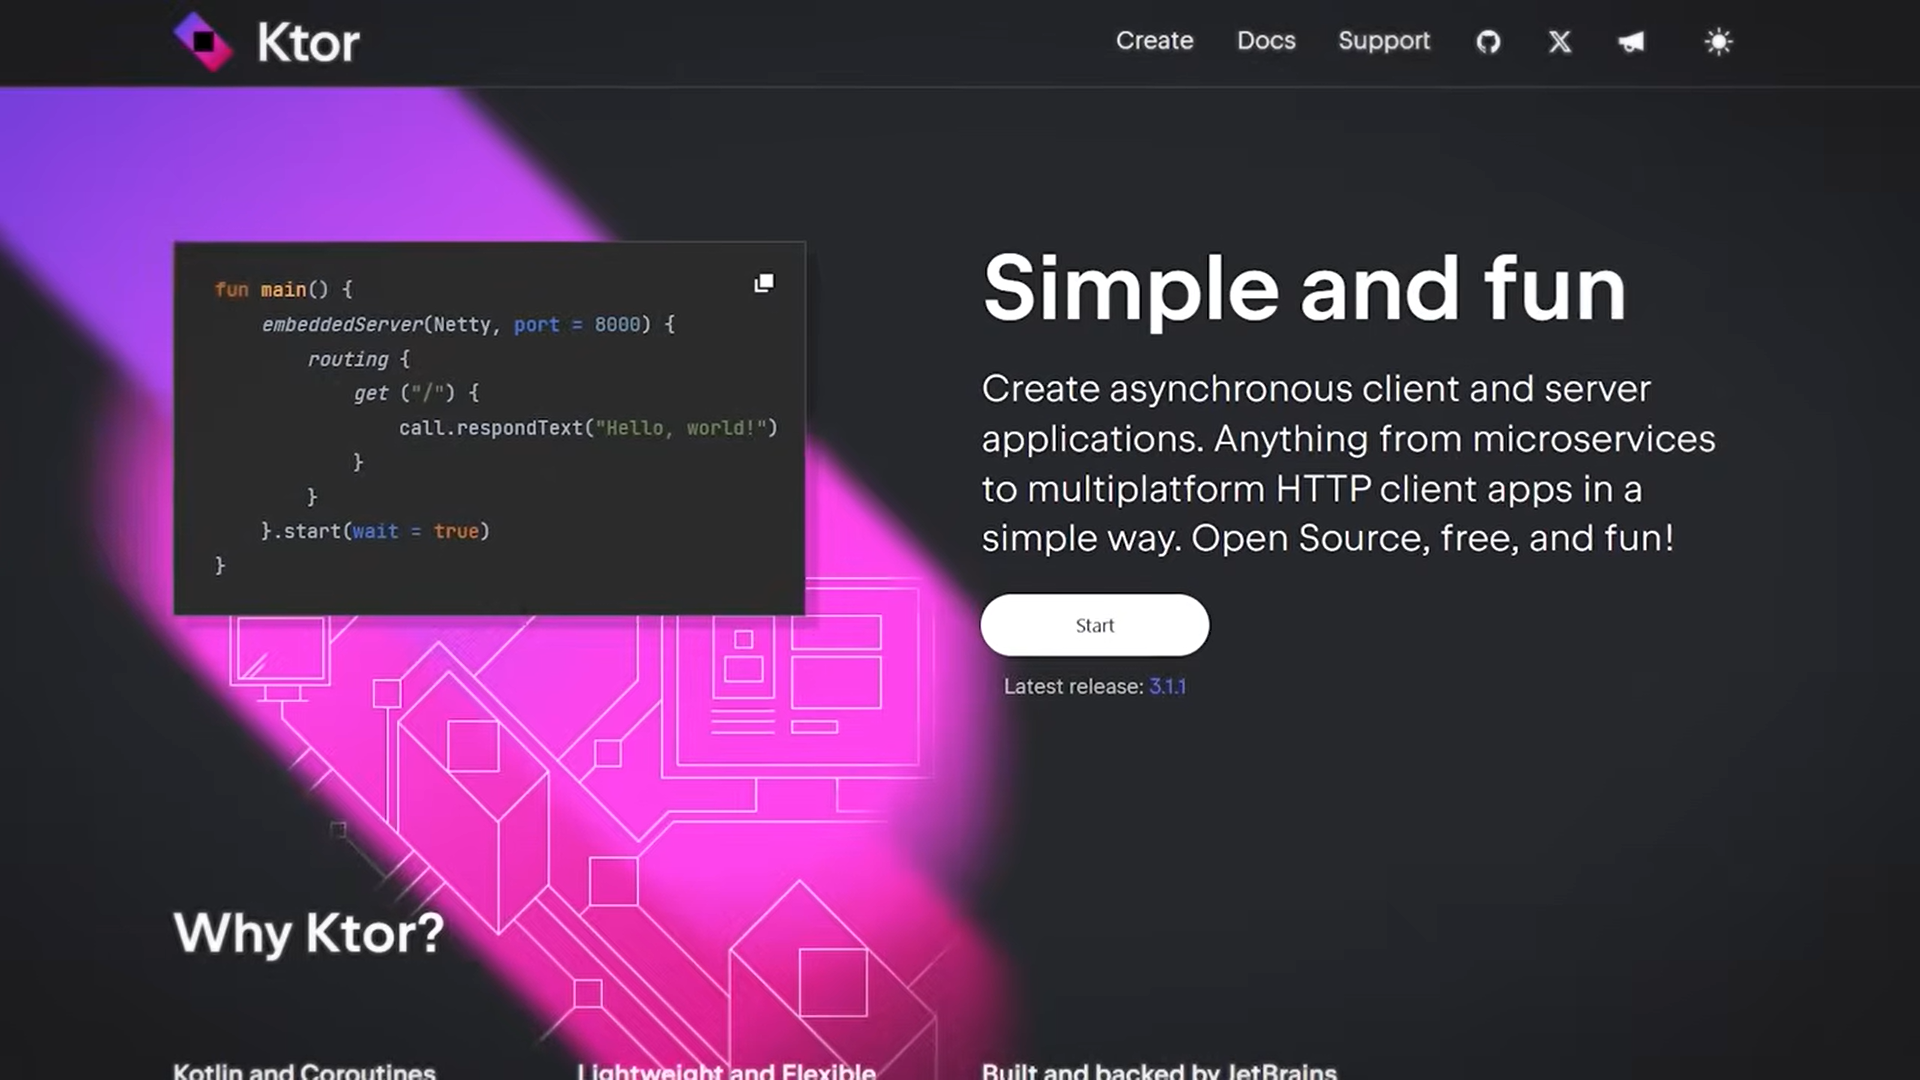 Ktor
Create Docs Support
fun main() {
embeddedServer(Netty, port = 8000) {
routing {
get ("/") {
call.respondText("Hello, world!")
}
}
}.start(wait = true)
}
Simple and fun
Create asynchronous client and server
applications. Anything from microservices
to multiplatform HTTP client apps in a
simple way. Open Source, free, and fun!
Start
Latest release: 3.1.1
Why Ktor?
Kotlin and Coroutines
Lightweight and Flexible
Built and backed by JetBrains